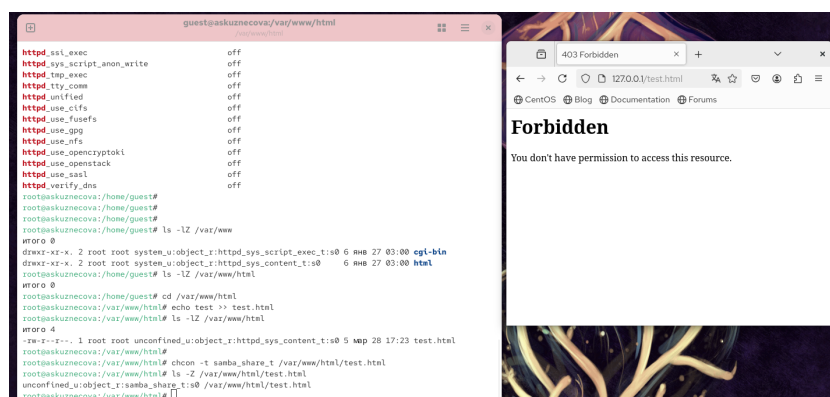 guest@askuznecova:/var/www/html
/var/www/html
httpd_ssi_exec off
httpd_sys_script_anon_write off
httpd_tmp_exec off
httpd_tty_comm off
httpd_unified off
httpd_use_cifs off
httpd_use_fusefs off
httpd_use_gpg off
httpd_use_nfs off
httpd_use_opencryptoki off
httpd_use_openstack off
httpd_use_sasl off
httpd_verify_dns off
root@askuznecova:/home/guest#
root@askuznecova:/home/guest#
root@askuznecova:/home/guest#
root@askuznecova:/home/guest# ls -lZ /var/www
итого 0
drwxr-xr-x. 2 root root system_u:object_r:httpd_sys_script_exec_t:s0 6 янв 27 03:00 cgi-bin
drwxr-xr-x. 2 root root system_u:object_r:httpd_sys_content_t:s0 6 янв 27 03:00 html
root@askuznecova:/home/guest# ls -lZ /var/www/html
итого 0
root@askuznecova:/home/guest# cd /var/www/html
root@askuznecova:/var/www/html# echo test >> test.html
root@askuznecova:/var/www/html# ls -lZ /var/www/html
итого 4
-rw-r--r--. 1 root root unconfined_u:object_r:httpd_sys_content_t:s0 5 мар 28 17:23 test.html
root@askuznecova:/var/www/html#
root@askuznecova:/var/www/html# chcon -t samba_share_t /var/www/html/test.html
root@askuznecova:/var/www/html# ls -Z /var/www/html/test.html
unconfined_u:object_r:samba_share_t:s0 /var/www/html/test.html
root@askuznecova:/var/www/html#
403 Forbidden
127.0.0.1/test.html
CentOS Blog Documentation Forums
Forbidden
You don't have permission to access this resource.